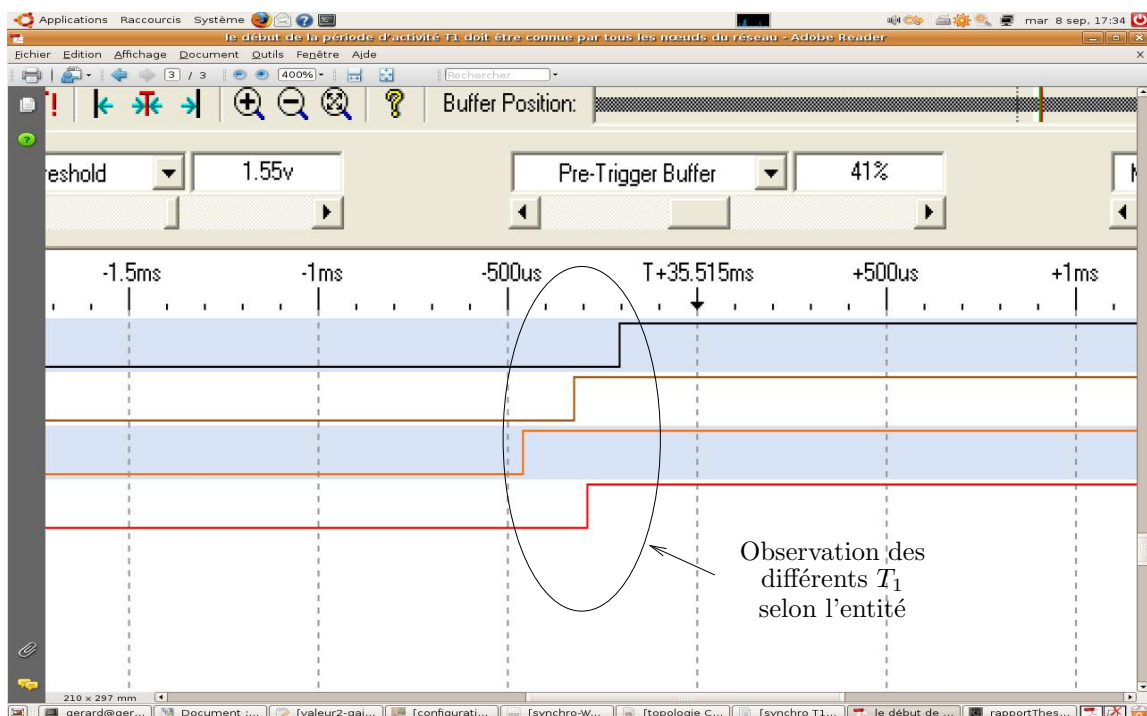 Applications Raccourcis Système mar 8 sep, 17:34
le début de la période d'activité T1 doit être connue par tous les nœuds du réseau - Adobe Reader
Fichier Edition Affichage Document Outils Fenêtre Aide
3 / 3 400% Rechercher
Buffer Position:
eshold 1.55v Pre-Trigger Buffer 41%
-1.5ms -1ms -500us T+35.515ms +500us +1ms
Observation des
différents T1
selon l'entité
210 x 297 mm
gerard@ger... Document :... [valeur2-gai... [configurati... [synchro-W... [topologie C... [synchro T1... le début de ... rapportThes...